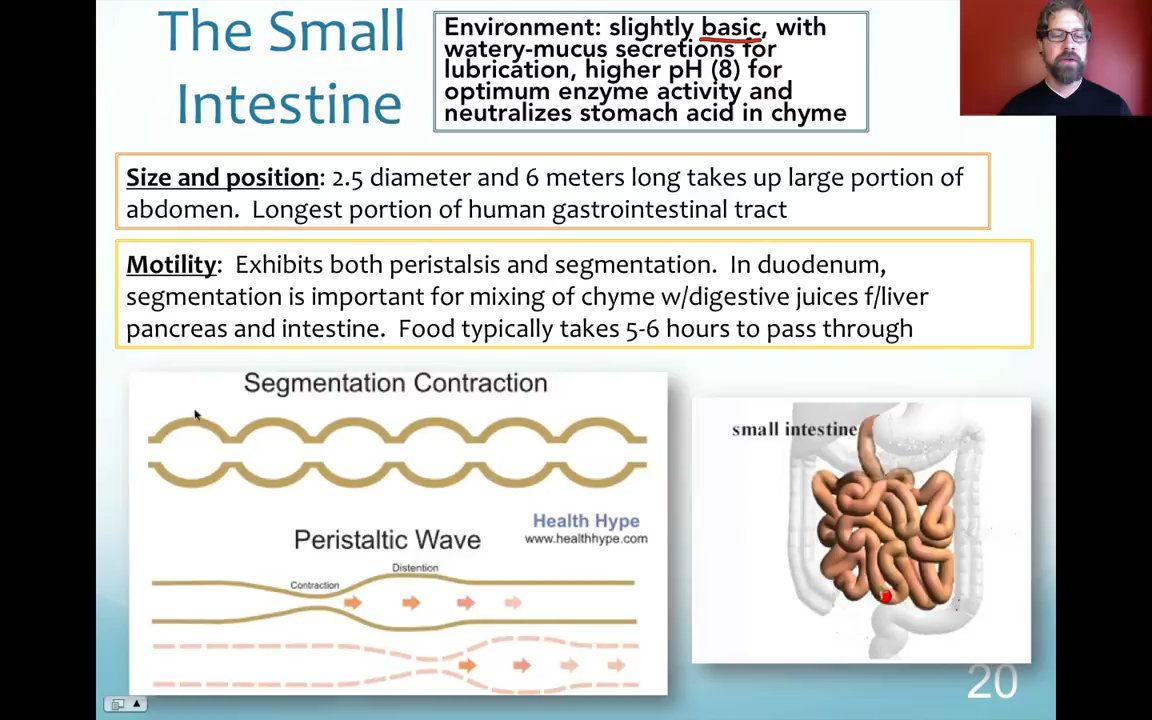 The Small
Intestine
Environment: slightly basic, with
watery-mucus secretions for
lubrication, higher pH (8) for
optimum enzyme activity and
neutralizes stomach acid in chyme
Size and position: 2.5 diameter and 6 meters long takes up large portion of
abdomen. Longest portion of human gastrointestinal tract
Motility: Exhibits both peristalsis and segmentation. In duodenum,
segmentation is important for mixing of chyme w/digestive juices f/liver
pancreas and intestine. Food typically takes 5-6 hours to pass through
Segmentation Contraction
Health Hype
www.healthhype.com
Peristaltic Wave
Distention
Contraction
small intestine
20